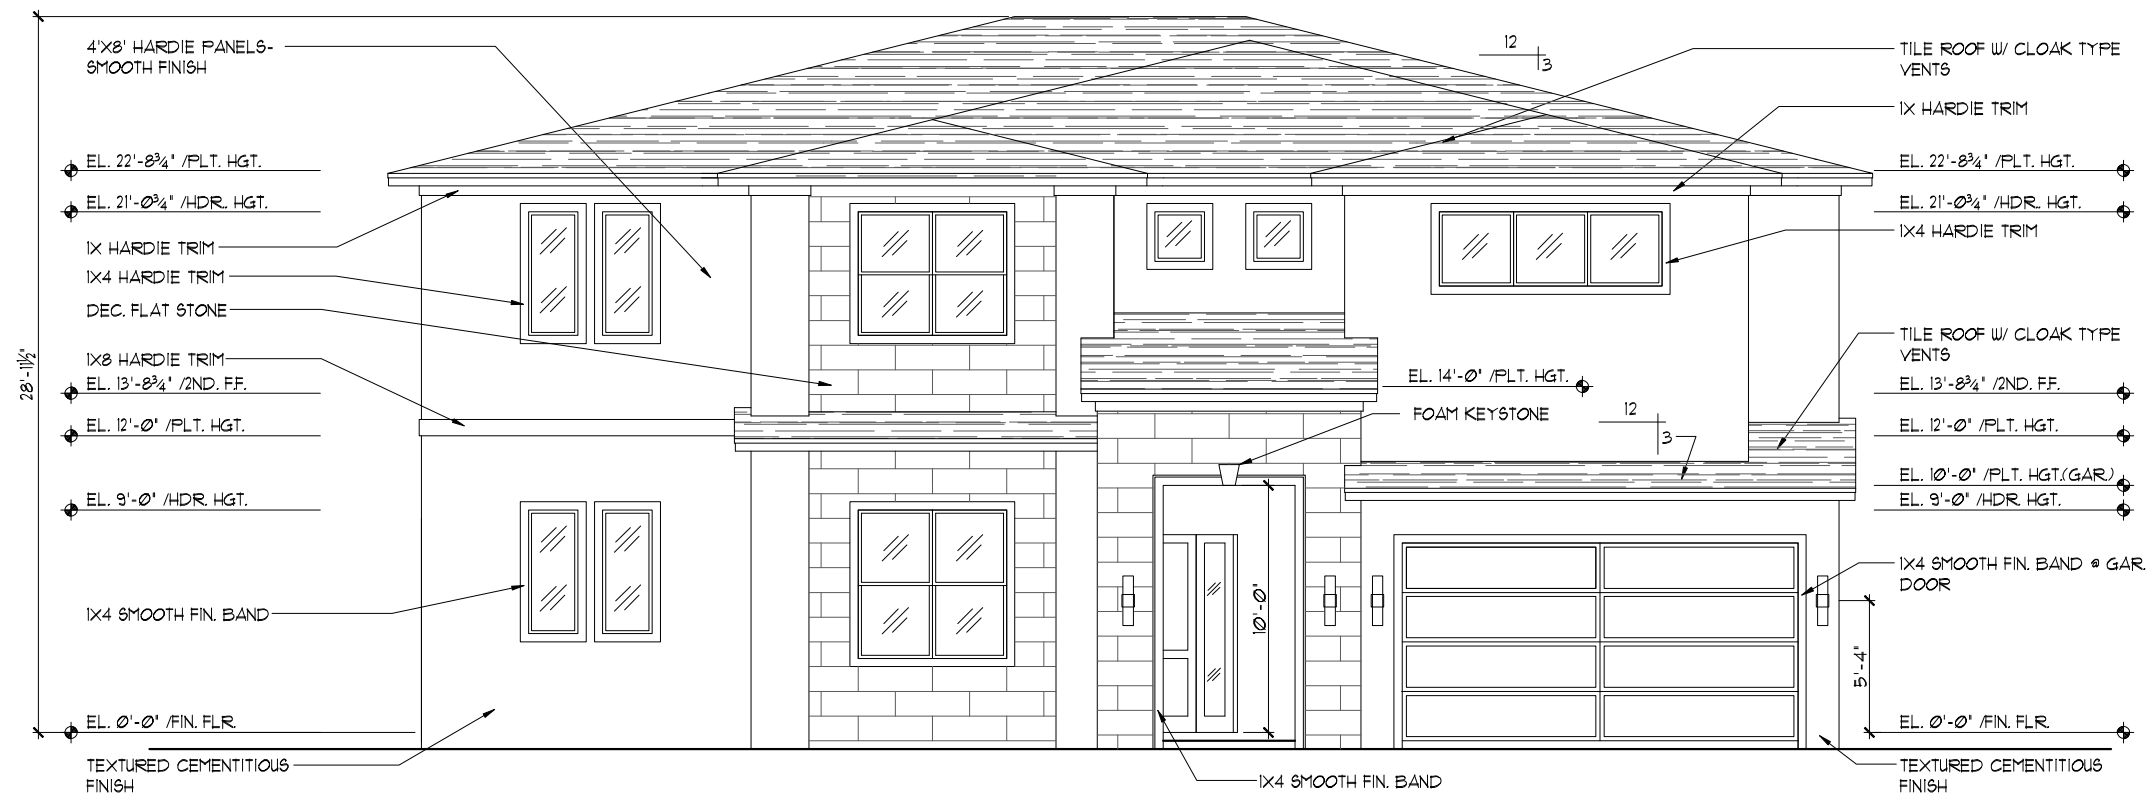 4'X8' HARDIE PANELS-
SMOOTH FINISH
EL. 22'-8¾" /PLT. HGT.
EL. 21'-0¾" /HDR. HGT.
1X HARDIE TRIM
1X4 HARDIE TRIM
DEC. FLAT STONE
1X8 HARDIE TRIM
EL. 13'-8¾" /2ND. F.F.
EL. 12'-0" /PLT. HGT.
EL. 9'-0" /HDR. HGT.
1X4 SMOOTH FIN. BAND
EL. 0'-0" /FIN. FLR.
TEXTURED CEMENTITIOUS
FINISH
28'-11½"
12
3
EL. 14'-0" /PLT. HGT.
FOAM KEYSTONE
12
3
10'-0"
5'-4"
1X4 SMOOTH FIN. BAND
TILE ROOF W/ CLOAK TYPE
VENTS
1X HARDIE TRIM
EL. 22'-8¾" /PLT. HGT.
EL. 21'-0¾" /HDR. HGT.
1X4 HARDIE TRIM
TILE ROOF W/ CLOAK TYPE
VENTS
EL. 13'-8¾" /2ND. F.F.
EL. 12'-0" /PLT. HGT.
EL. 10'-0" /PLT. HGT.(GAR.)
EL. 9'-0" /HDR. HGT.
1X4 SMOOTH FIN. BAND @ GAR.
DOOR
EL. 0'-0" /FIN. FLR.
TEXTURED CEMENTITIOUS
FINISH